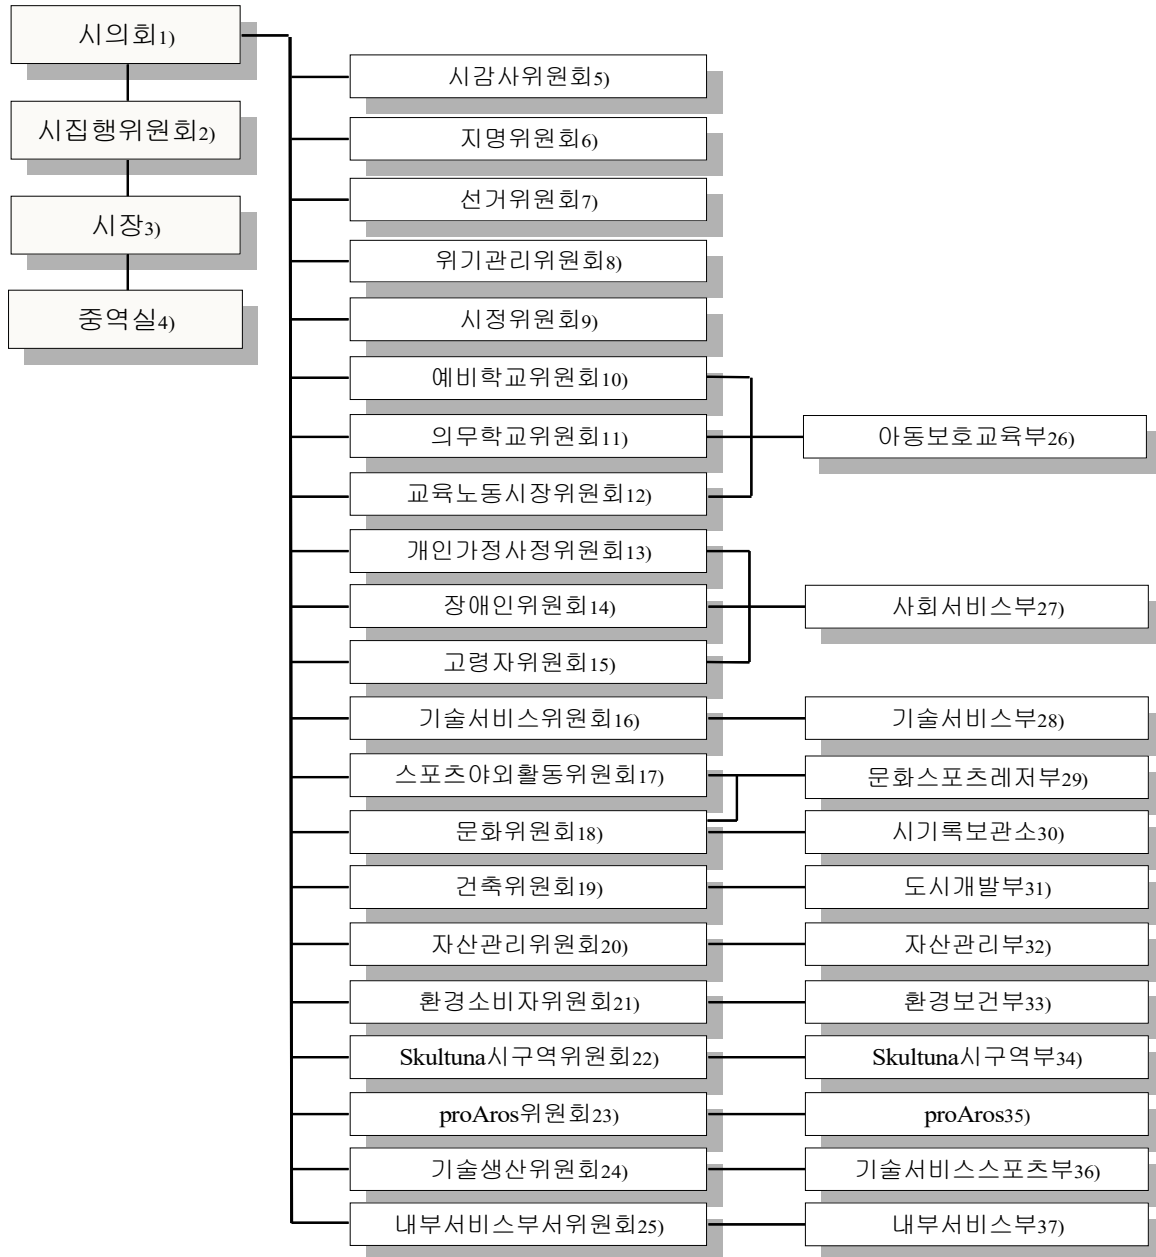 시의회1)
시집행위원회2)
시장3)
중역실4)
시감사위원회5)
지명위원회6)
선거위원회7)
위기관리위원회8)
시정위원회9)
예비학교위원회10)
의무학교위원회11)
교육노동시장위원회12)
아동보호교육부26)
개인가정사정위원회13)
장애인위원회14)
고령자위원회15)
사회서비스부27)
기술서비스위원회16)
기술서비스부28)
스포츠야외활동위원회17)
문화스포츠레저부29)
문화위원회18)
시기록보관소30)
건축위원회19)
도시개발부31)
자산관리위원회20)
자산관리부32)
환경소비자위원회21)
환경보건부33)
Skultuna시구역위원회22)
Skultuna시구역부34)
proAros위원회23)
proAros35)
기술생산위원회24)
기술서비스스포츠부36)
내부서비스부서위원회25)
내부서비스부37)